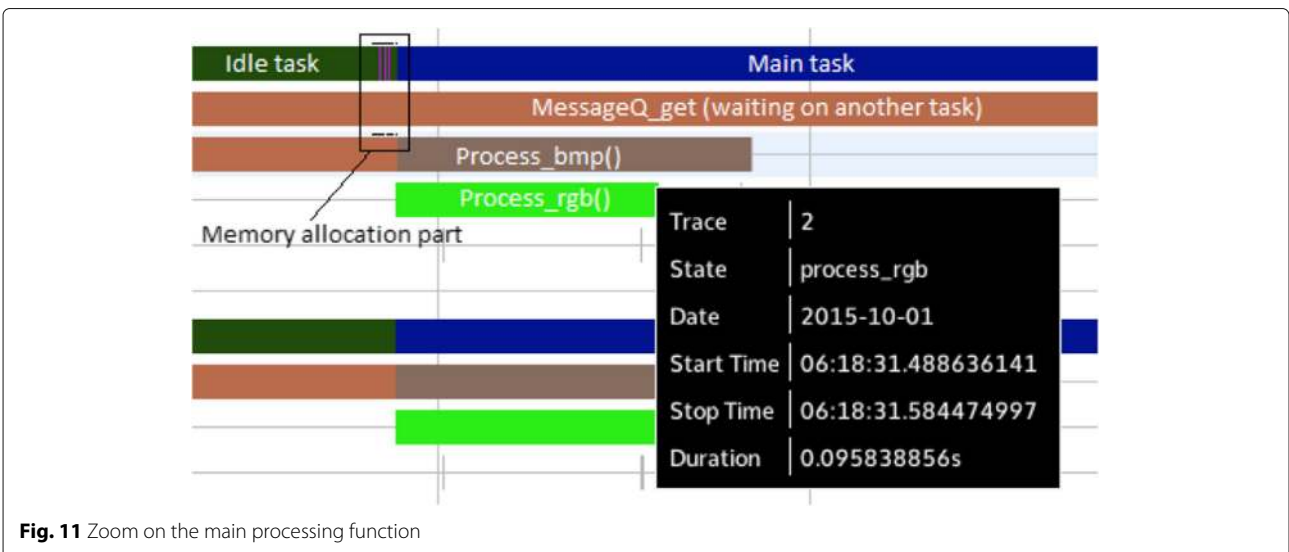 Idle task
Main task
MessageQ_get (waiting on another task)
Process_bmp()
Process_rgb()
Memory allocation part
Trace 2
State process_rgb
Date 2015-10-01
Start Time 06:18:31.488636141
Stop Time 06:18:31.584474997
Duration 0.095838856s
Fig. 11 Zoom on the main processing function